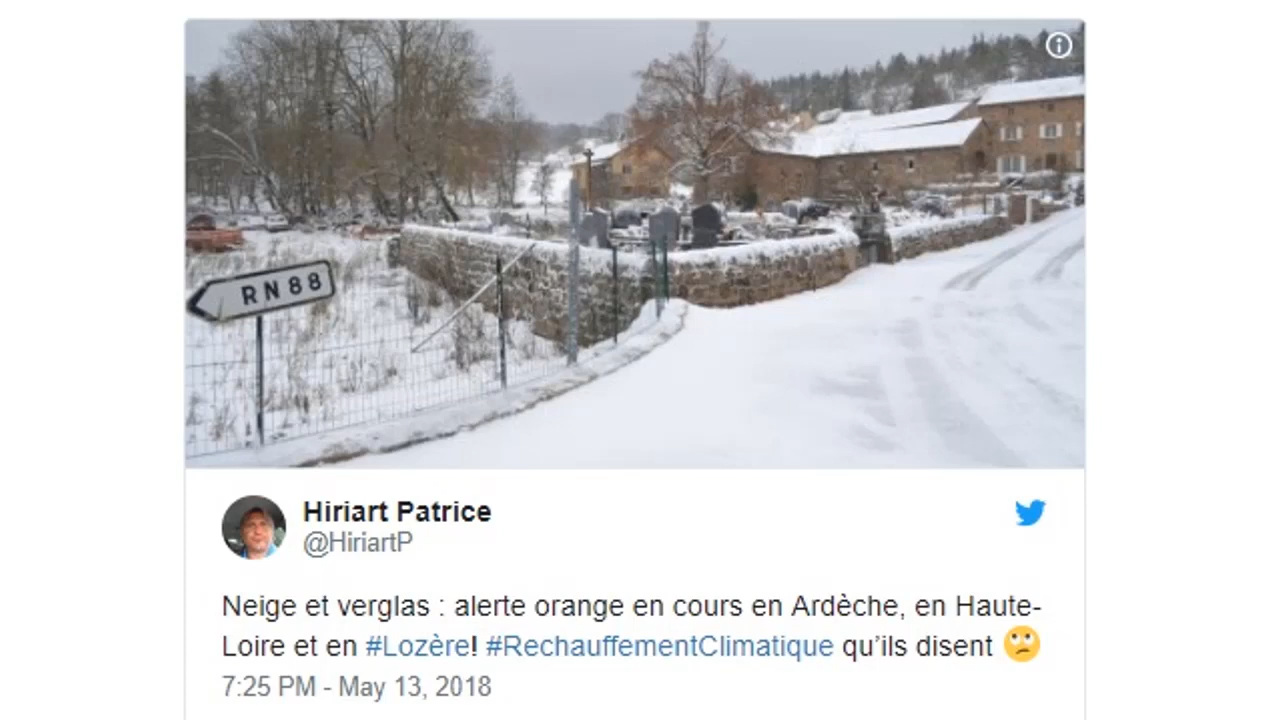 RN 88
Hiriart Patrice
@HiriartP
Neige et verglas : alerte orange en cours en Ardèche, en Haute-
Loire et en #Lozère! #RechauffementClimatique qu’ils disent 🙄
7:25 PM - May 13, 2018